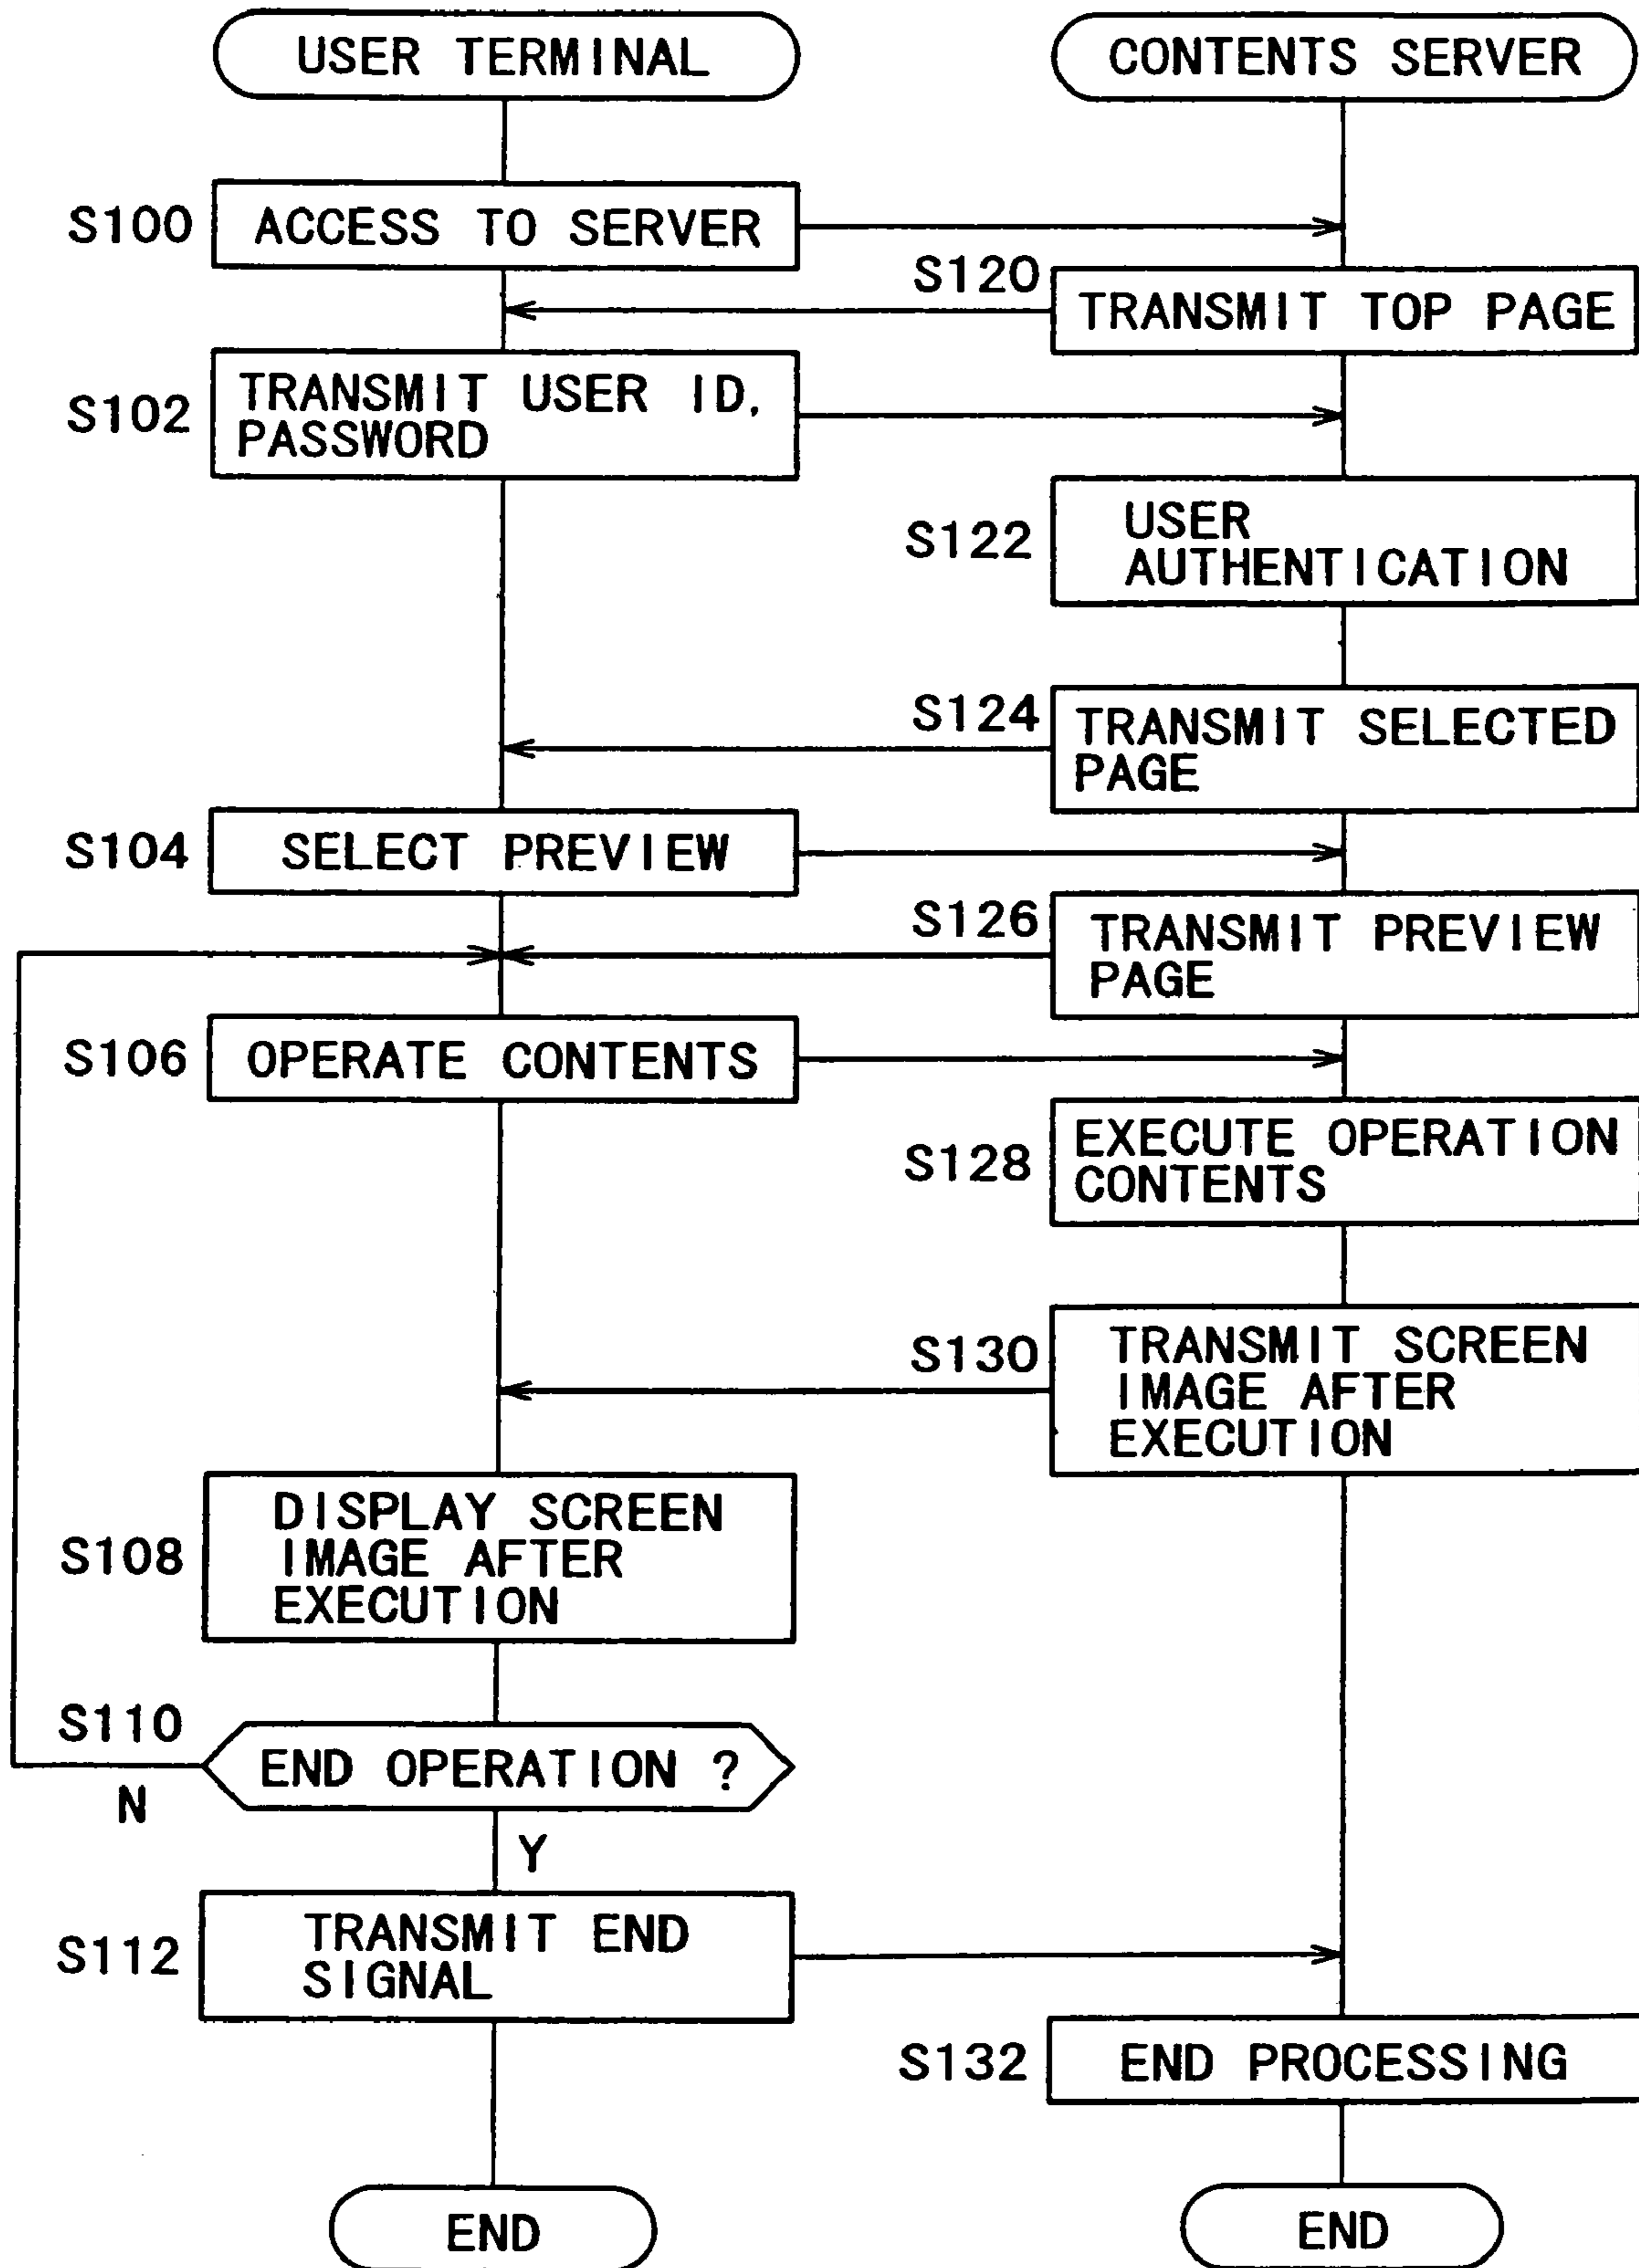 USER TERMINAL
CONTENTS SERVER
S100
ACCESS TO SERVER
S120
TRANSMIT TOP PAGE
S102
TRANSMIT USER ID,
PASSWORD
S122
USER
AUTHENTICATION
S124
TRANSMIT SELECTED
PAGE
S104
SELECT PREVIEW
S126
TRANSMIT PREVIEW
PAGE
S106
OPERATE CONTENTS
S128
EXECUTE OPERATION
CONTENTS
S130
TRANSMIT SCREEN
IMAGE AFTER
EXECUTION
S108
DISPLAY SCREEN
IMAGE AFTER
EXECUTION
S110
END OPERATION ?
N
Y
S112
TRANSMIT END
SIGNAL
S132
END PROCESSING
END
END